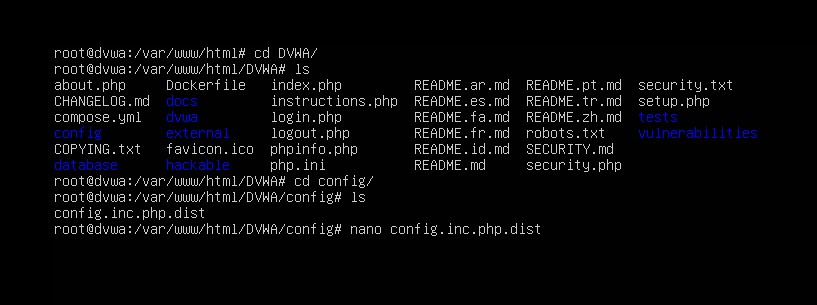 root@dvwa:/var/www/html# cd DVWA/
root@dvwa:/var/www/html/DVWA# ls
about.php     Dockerfile   index.php         README.ar.md  README.pt.md  security.txt
CHANGELOG.md  docs         instructions.php  README.es.md  README.tr.md  setup.php
compose.yml   dvwa         login.php         README.fa.md  README.zh.md  tests
config        external     logout.php        README.fr.md  robots.txt    vulnerabilities
COPYING.txt   favicon.ico  phpinfo.php       README.id.md  SECURITY.md
database      hackable     php.ini           README.md     security.php
root@dvwa:/var/www/html/DVWA# cd config/
root@dvwa:/var/www/html/DVWA/config# ls
config.inc.php.dist
root@dvwa:/var/www/html/DVWA/config# nano config.inc.php.dist